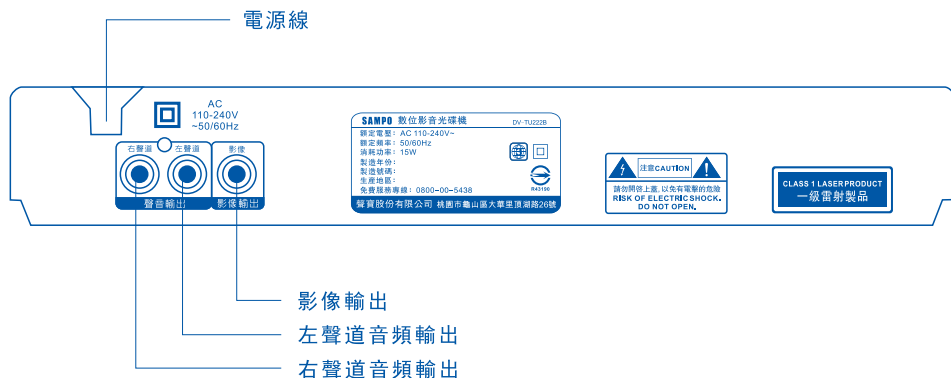 電源線
AC
110-240V
~50/60Hz
右聲道
左聲道
影像
聲音輸出
影像輸出
SAMPO 數位影音光碟機 DV-TU222B
額定電壓: AC 110-240V~
額定頻率: 50/60Hz
消耗功率: 15W
製造年份:
製造號碼:
生產地區:
免費服務專線: 0800-00-5438
R43190
聲寶股份有限公司 桃園市龜山區大華里頂湖路26號
注意CAUTION
請勿開啓上蓋, 以免有電擊的危險
RISK OF ELECTRIC SHOCK.
DO NOT OPEN.
CLASS 1 LASER PRODUCT
一級雷射製品
影像輸出
左聲道音頻輸出
右聲道音頻輸出